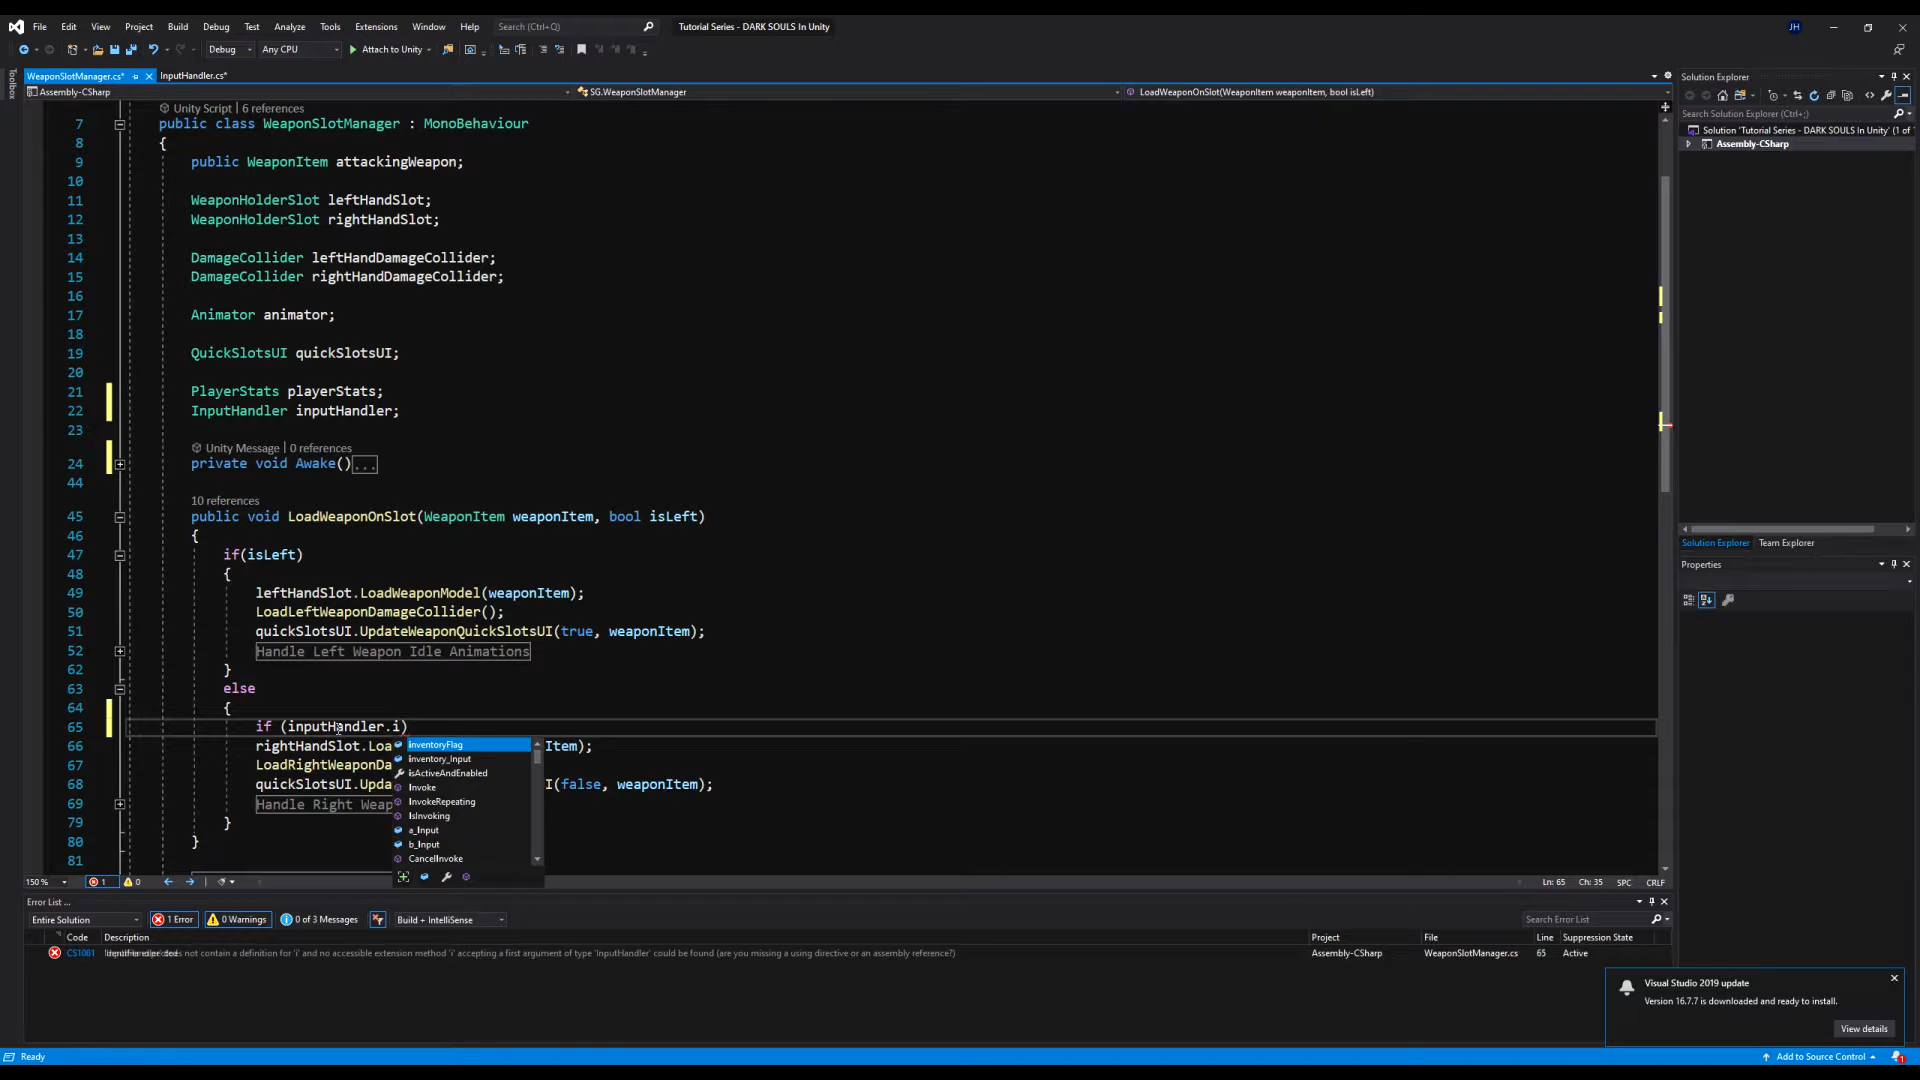 File Edit View Project Build Debug Test Analyze Tools Extensions Window Help Search (Ctrl+Q) Tutorial Series - DARK SOULS In Unity JH
Debug Any CPU Attach to Unity
Toolbox
WeaponSlotManager.cs* InputHandler.cs*
Assembly-CSharp SG.WeaponSlotManager LoadWeaponOnSlot(WeaponItem weaponItem, bool isLeft)
Unity Script | 6 references
7 public class WeaponSlotManager : MonoBehaviour
8 {
9 public WeaponItem attackingWeapon;
10
11 WeaponHolderSlot leftHandSlot;
12 WeaponHolderSlot rightHandSlot;
13
14 DamageCollider leftHandDamageCollider;
15 DamageCollider rightHandDamageCollider;
16
17 Animator animator;
18
19 QuickSlotsUI quickSlotsUI;
20
21 PlayerStats playerStats;
22 InputHandler inputHandler;
23
Unity Message | 0 references
24 private void Awake()...
44
10 references
45 public void LoadWeaponOnSlot(WeaponItem weaponItem, bool isLeft)
46 {
47 if(isLeft)
48 {
49 leftHandSlot.LoadWeaponModel(weaponItem);
50 LoadLeftWeaponDamageCollider();
51 quickSlotsUI.UpdateWeaponQuickSlotsUI(true, weaponItem);
52 Handle Left Weapon Idle Animations
62 }
63 else
64 {
65 if (inputHandler.i)
66 rightHandSlot.Loa Item);
67 LoadRightWeaponDa
68 quickSlotsUI.Upda I(false, weaponItem);
69 Handle Right Weap
79 }
80 }
81
inventoryFlag
inventory_Input
isActiveAndEnabled
Invoke
InvokeRepeating
IsInvoking
a_Input
b_Input
CancelInvoke
150 % 1 0 Ln: 65 Ch: 35 SPC CRLF
Solution Explorer
Search Solution Explorer (Ctrl+;)
Solution 'Tutorial Series - DARK SOULS In Unity' (1 of
Assembly-CSharp
Solution Explorer Team Explorer
Properties
Error List ...
Entire Solution 1 Error 0 Warnings 0 of 3 Messages Build + IntelliSense Search Error List
Code Description Project File Line Suppression State
CS1061 does not contain a definition for 'i' and no accessible extension method 'i' accepting a first argument of type 'InputHandler' could be found (are you missing a using directive or an assembly reference?) Assembly-CSharp WeaponSlotManager.cs 65 Active
Visual Studio 2019 update
Version 16.7.7 is downloaded and ready to install.
View details
Ready Add to Source Control 1